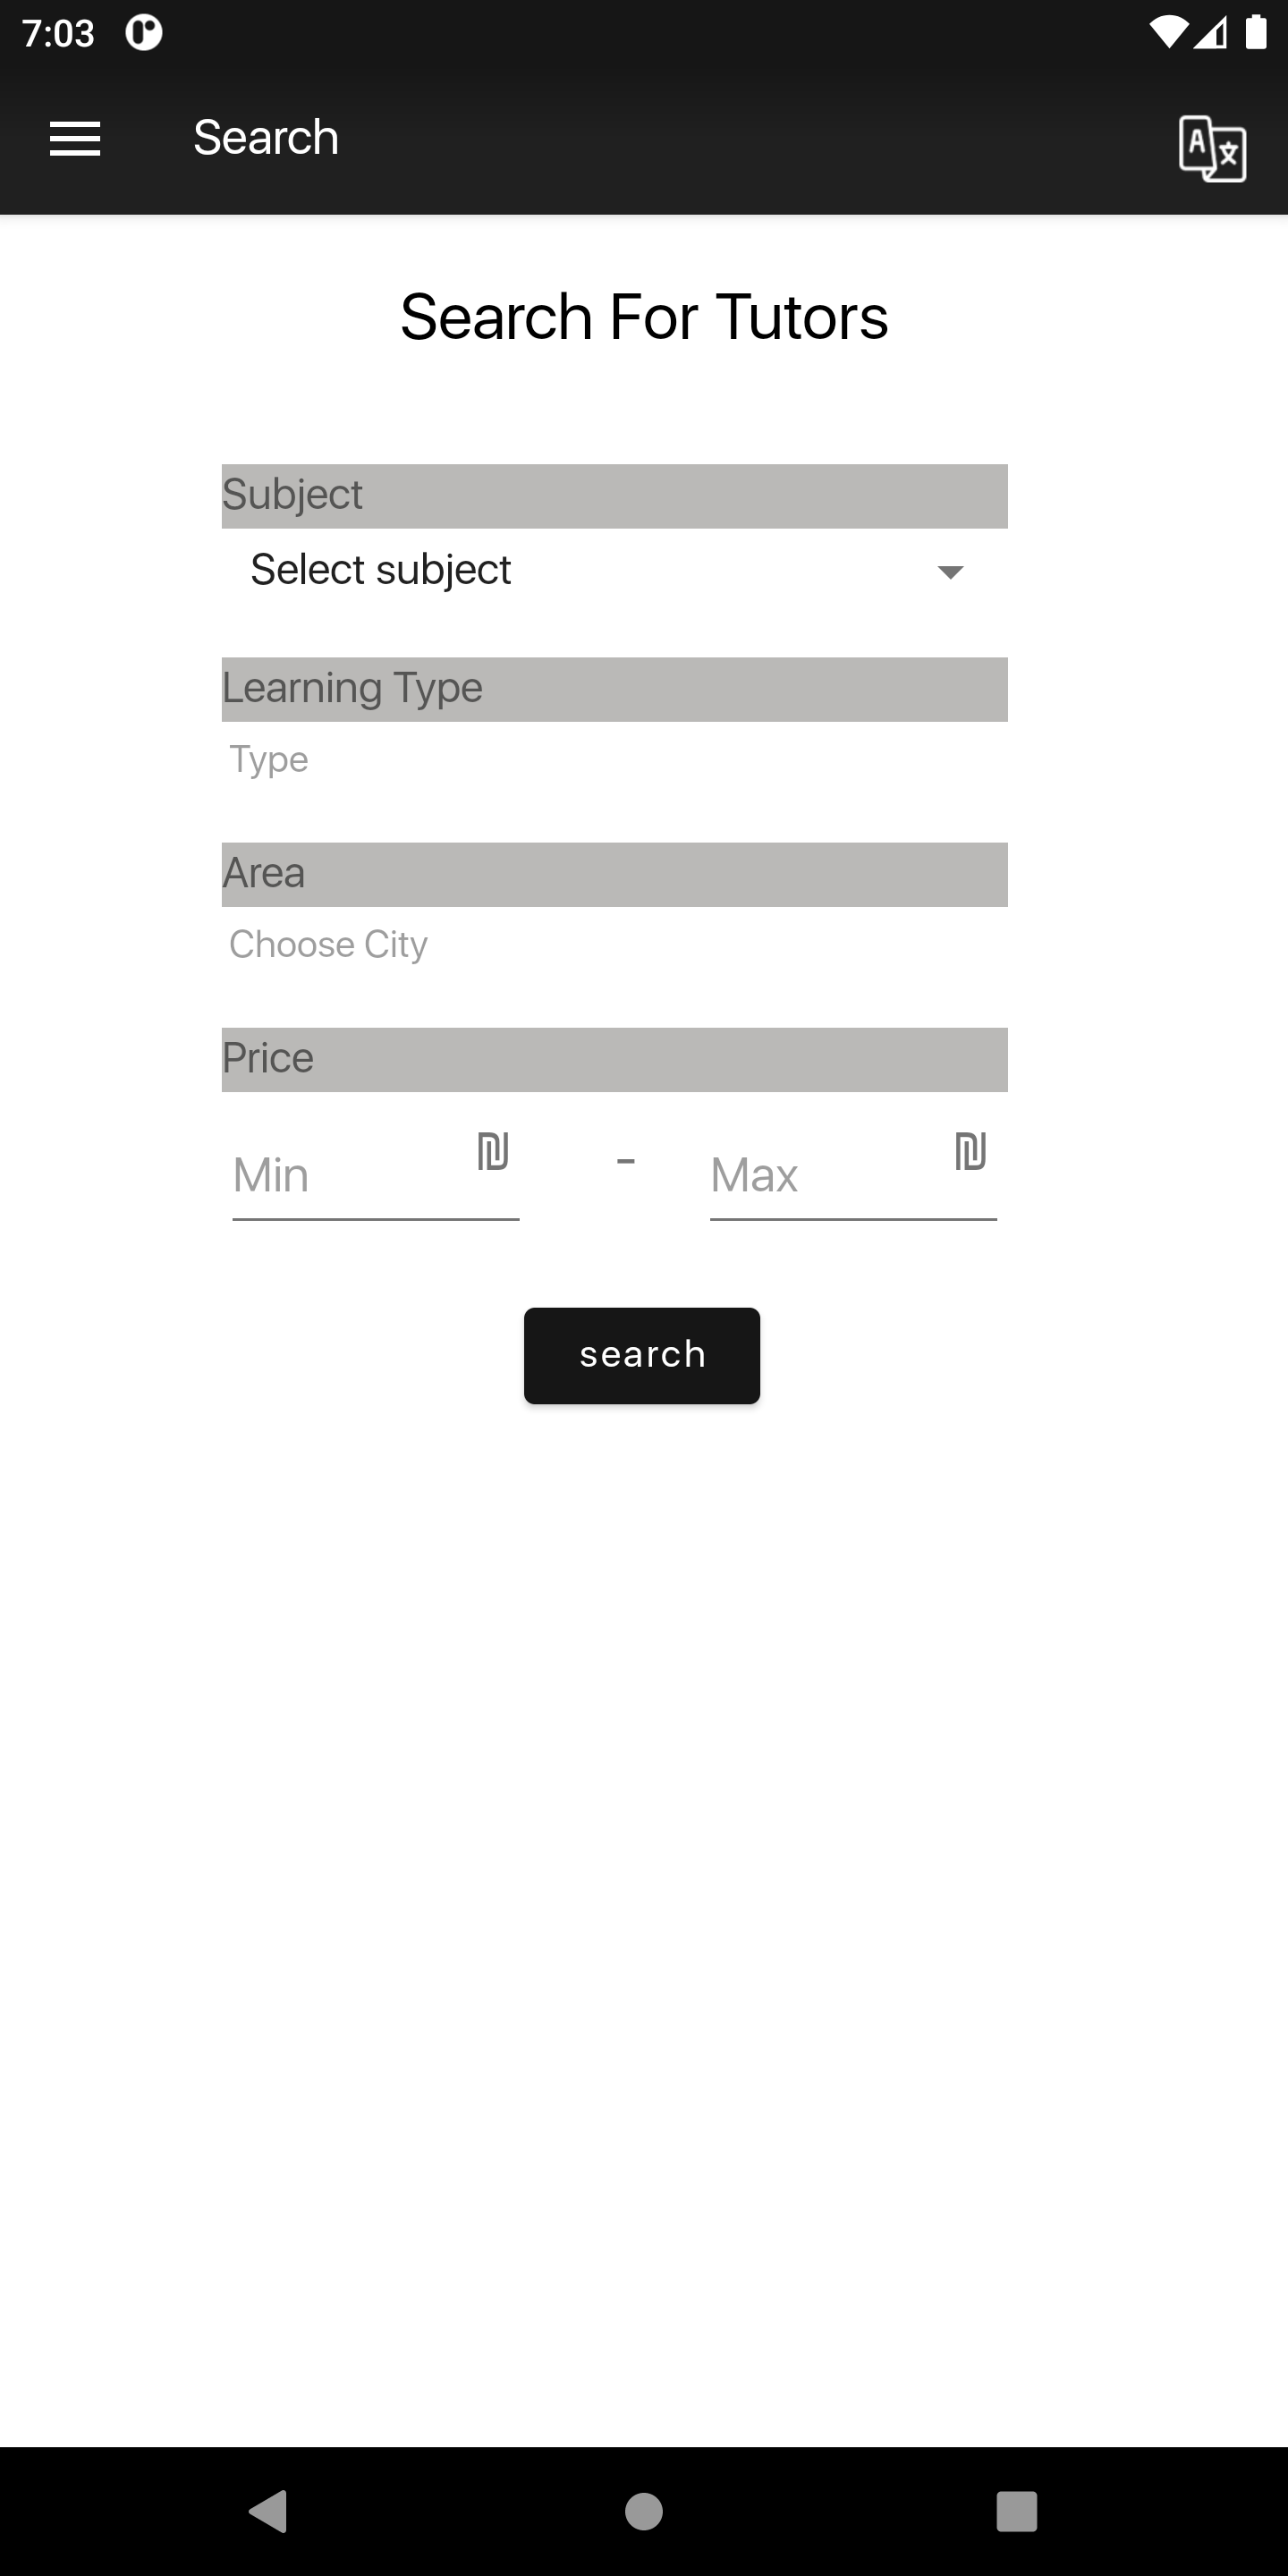 7:03
Search
Search For Tutors
Subject
Select subject
Learning Type
Type
Area
Choose City
Price
Min ₪ - Max ₪
search